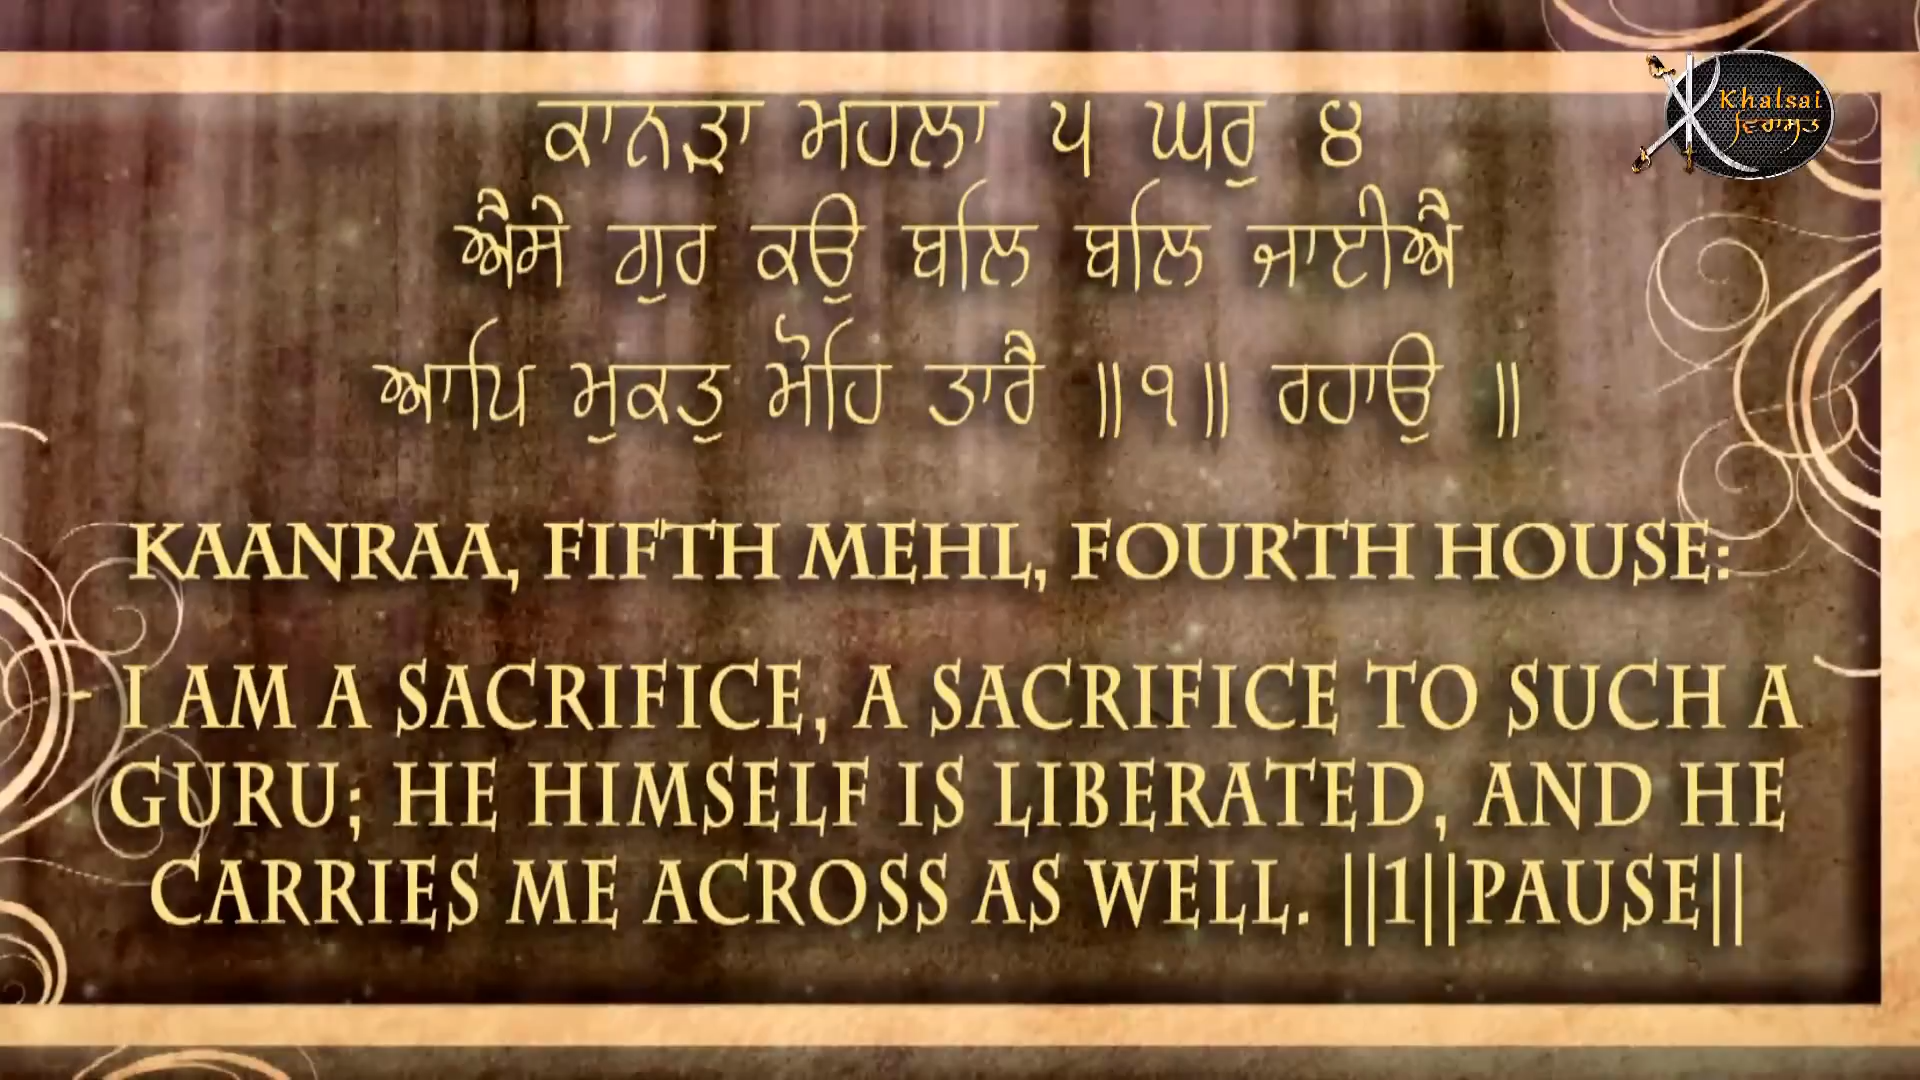 ਕਾਨੜਾ ਮਹਲਾ ੫ ਘਰੁ ੪
ਐਸੇ ਗੁਰ ਕਉ ਬਲਿ ਬਲਿ ਜਾਈਐ
ਆਪਿ ਮੁਕਤੁ ਮੋਹਿ ਤਾਰੈ ॥੧॥ ਰਹਾਉ ॥
KAANRAA, FIFTH MEHL, FOURTH HOUSE:
I AM A SACRIFICE, A SACRIFICE TO SUCH A
GURU; HE HIMSELF IS LIBERATED, AND HE
CARRIES ME ACROSS AS WELL. ||1||PAUSE||
Khalsai
ਵਿਰਾਸਤ